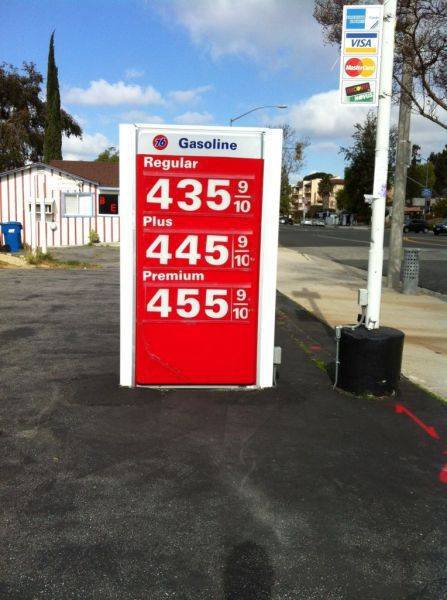 76 Gasoline
Regular
435 9/10
Plus
445 9/10
Premium
455 9/10
VISA
MasterCard